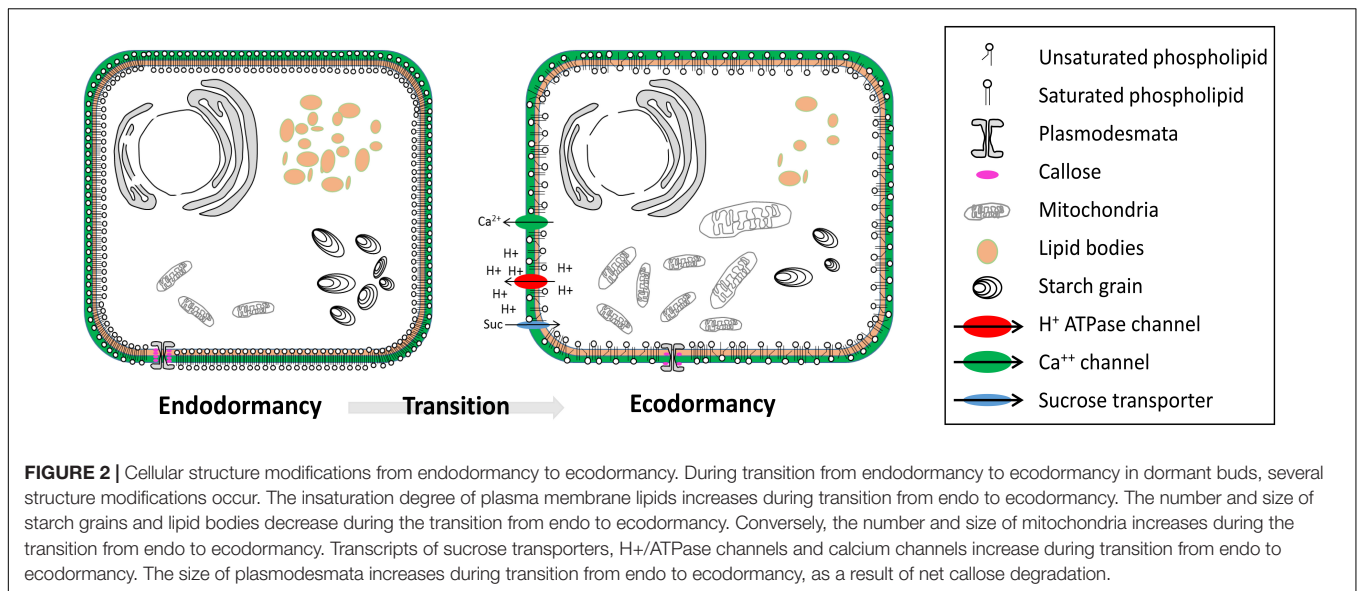 Unsaturated phospholipid
Saturated phospholipid
Plasmodesmata
Callose
Mitochondria
Lipid bodies
Starch grain
H⁺ ATPase channel
Ca⁺⁺ channel
Sucrose transporter
Ca²⁺
H⁺
H⁺
H⁺ H⁺
H⁺
H⁺
H⁺
H⁺
Suc
Endodormancy Transition Ecodormancy
FIGURE 2 | Cellular structure modifications from endodormancy to ecodormancy. During transition from endodormancy to ecodormancy in dormant buds, several
structure modifications occur. The insaturation degree of plasma membrane lipids increases during transition from endo to ecodormancy. The number and size of
starch grains and lipid bodies decrease during the transition from endo to ecodormancy. Conversely, the number and size of mitochondria increases during the
transition from endo to ecodormancy. Transcripts of sucrose transporters, H+/ATPase channels and calcium channels increase during transition from endo to
ecodormancy. The size of plasmodesmata increases during transition from endo to ecodormancy, as a result of net callose degradation.